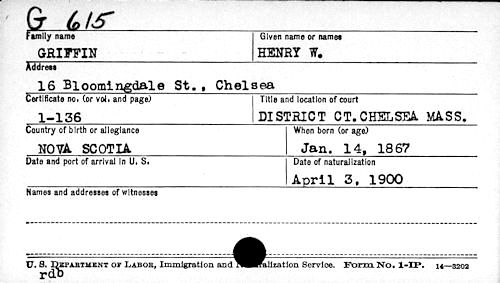 G 615
Family name Given name or names
GRIFFIN HENRY W.
Address
16 Bloomingdale St., Chelsea
Certificate no. (or vol. and page) Title and location of court
1-136 DISTRICT CT.CHELSEA MASS.
Country of birth or allegiance When born (or age)
NOVA SCOTIA Jan. 14, 1867
Date and port of arrival in U. S. Date of naturalization
April 3, 1900
Names and addresses of witnesses
U. S. DEPARTMENT OF LABOR, Immigration and Naturalization Service. Form No. 1-IP. 14—3202
rdb